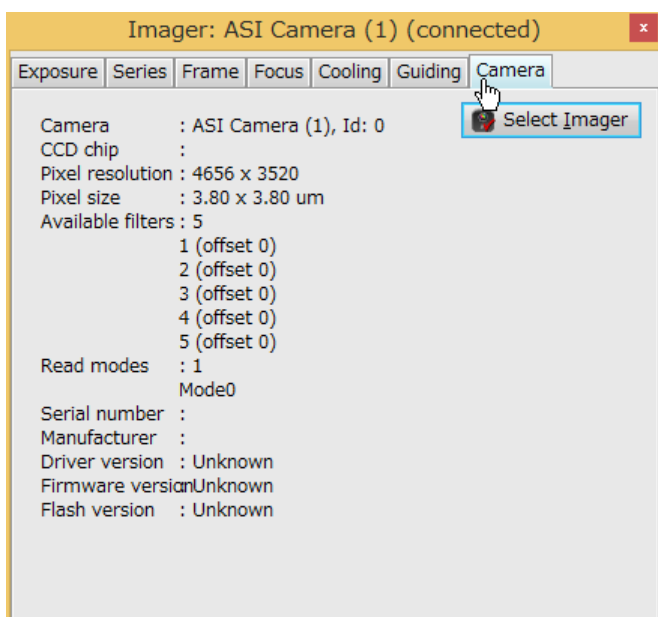 Imager: ASI Camera (1) (connected)
x
Exposure Series Frame Focus Cooling Guiding Camera
Select Imager
Camera : ASI Camera (1), Id: 0
CCD chip :
Pixel resolution : 4656 x 3520
Pixel size : 3.80 x 3.80 um
Available filters : 5
1 (offset 0)
2 (offset 0)
3 (offset 0)
4 (offset 0)
5 (offset 0)
Read modes : 1
Mode0
Serial number :
Manufacturer :
Driver version : Unknown
Firmware version Unknown
Flash version : Unknown